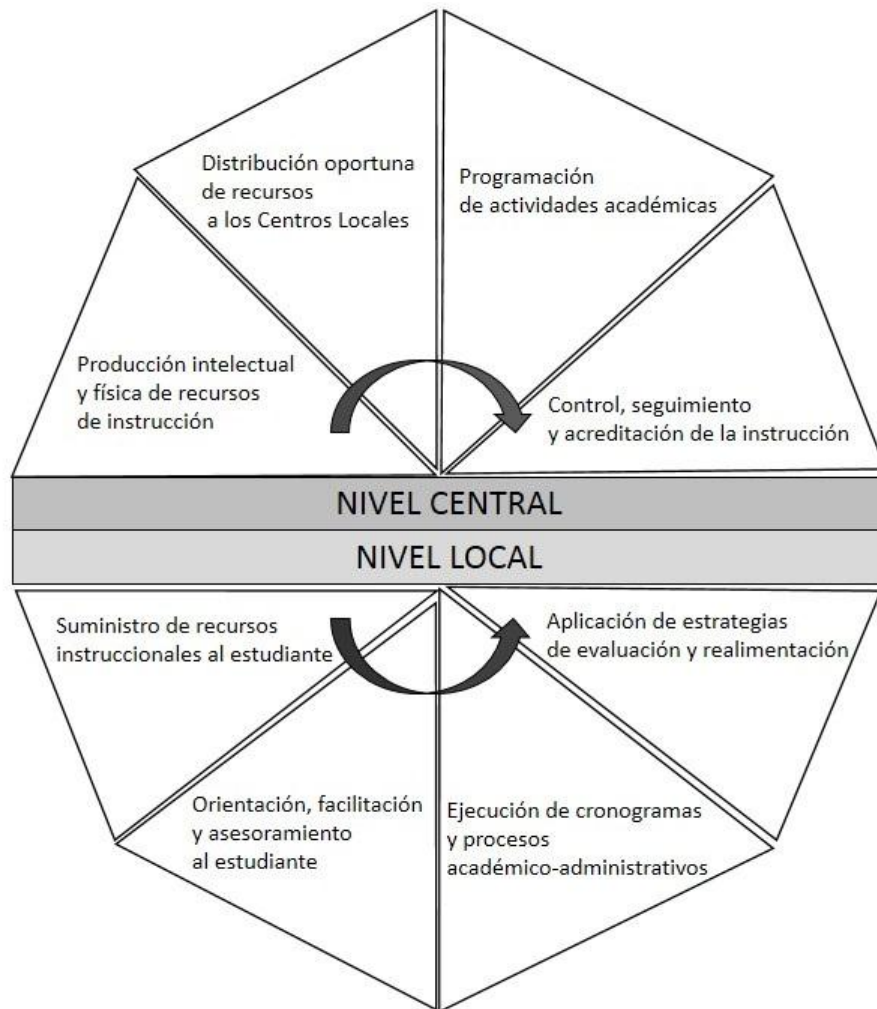 Distribución oportuna
de recursos
a los Centros Locales
Programación
de actividades académicas
Producción intelectual
y física de recursos
de instrucción
Control, seguimiento
y acreditación de la instrucción
NIVEL CENTRAL
NIVEL LOCAL
Suministro de recursos
instruccionales al estudiante
Aplicación de estrategias
de evaluación y realimentación
Orientación, facilitación
y asesoramiento
al estudiante
Ejecución de cronogramas
y procesos
académico-administrativos